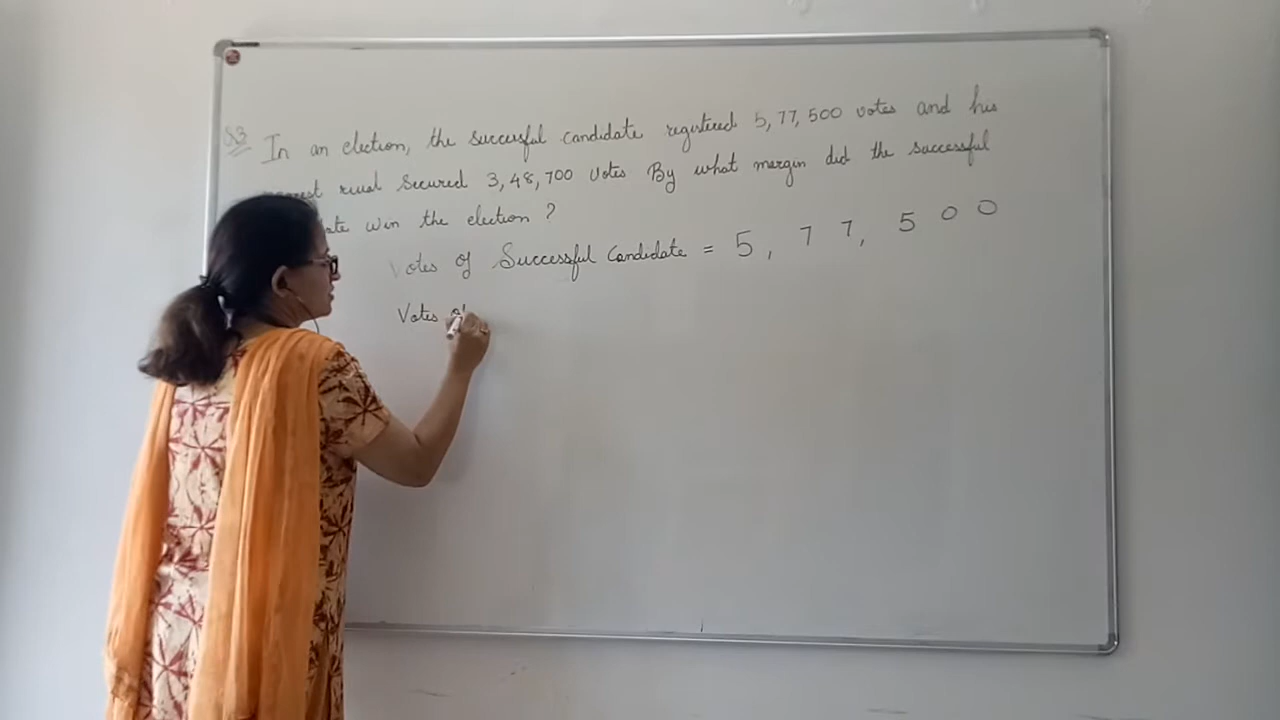 Q3 In an election, the successful candidate registered 5,77,500 votes and his
rival secured 3,48,700 votes By what margin did the successful
win the election ?
Votes of Successful Candidate = 5, 7 7, 5 0 0
Votes of